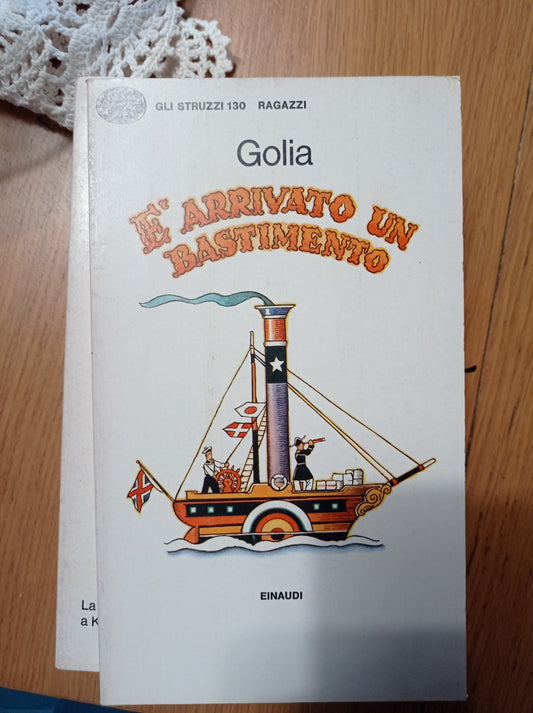 GLI STRUZZI 130 RAGAZZI
Golia
E' ARRIVATO UN
BASTIMENTO
EINAUDI
La
a K